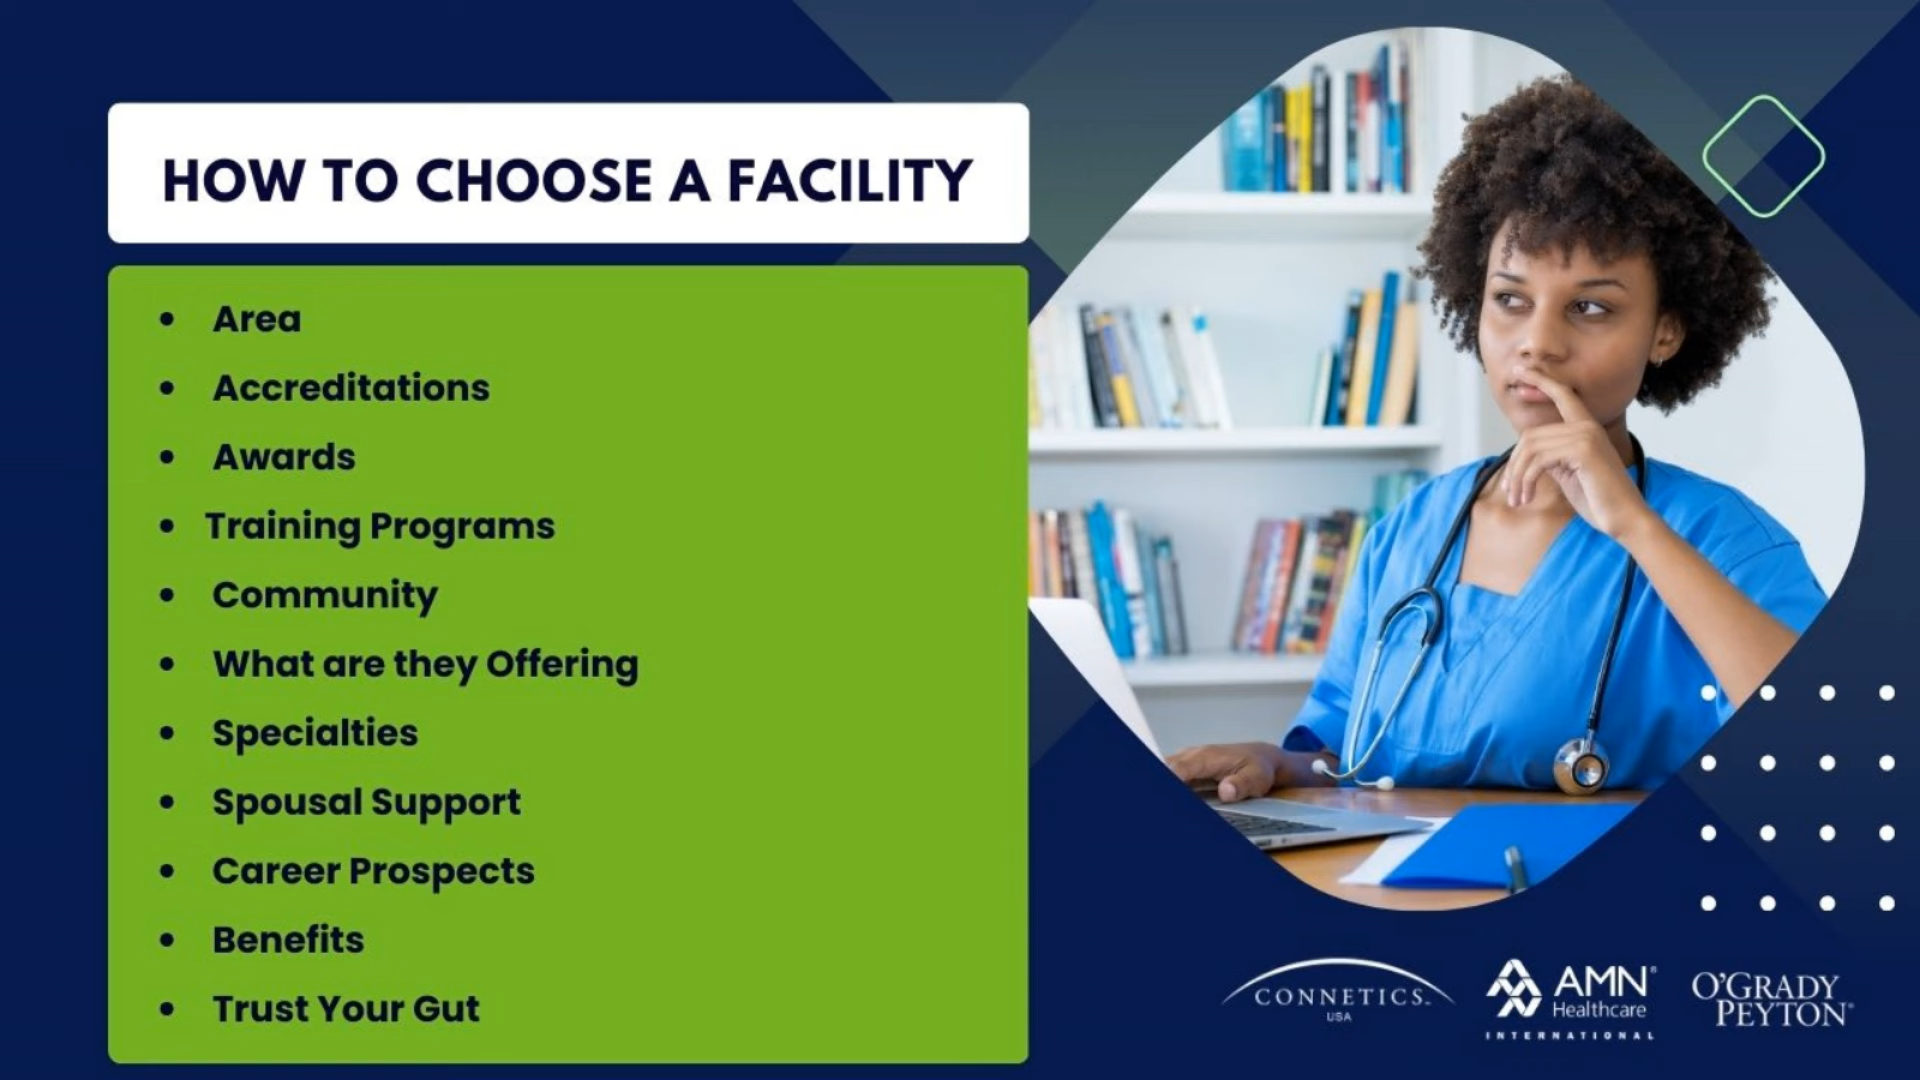 HOW TO CHOOSE A FACILITY
• Area
• Accreditations
• Awards
• Training Programs
• Community
• What are they Offering
• Specialties
• Spousal Support
• Career Prospects
• Benefits
• Trust Your Gut
CONNETICS
USA
AMN®
Healthcare
INTERNATIONAL
O'GRADY
PEYTON®